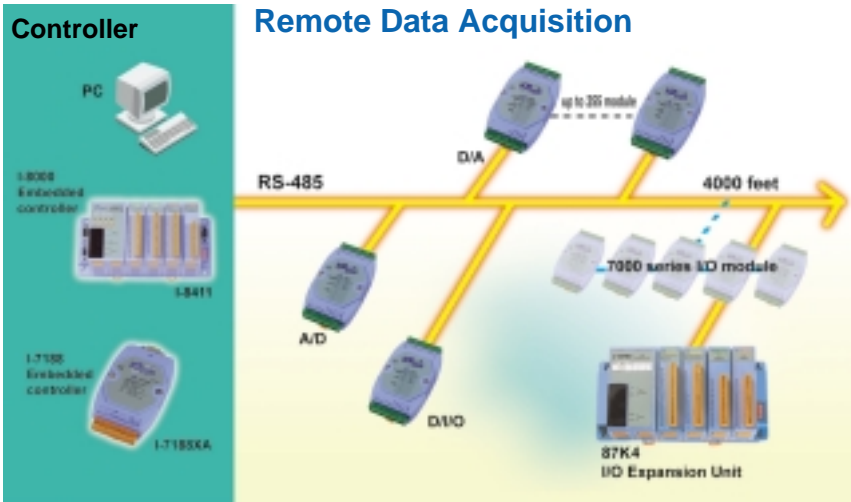 Controller
Remote Data Acquisition
PC
up to 255 module
D/A
I-8000
Embedded
controller
RS-485
4000 feet
7000 series I/O module
I-8411
A/D
I-7188
Embedded
controller
D/I/O
I-7188XA
87K4
I/O Expansion Unit